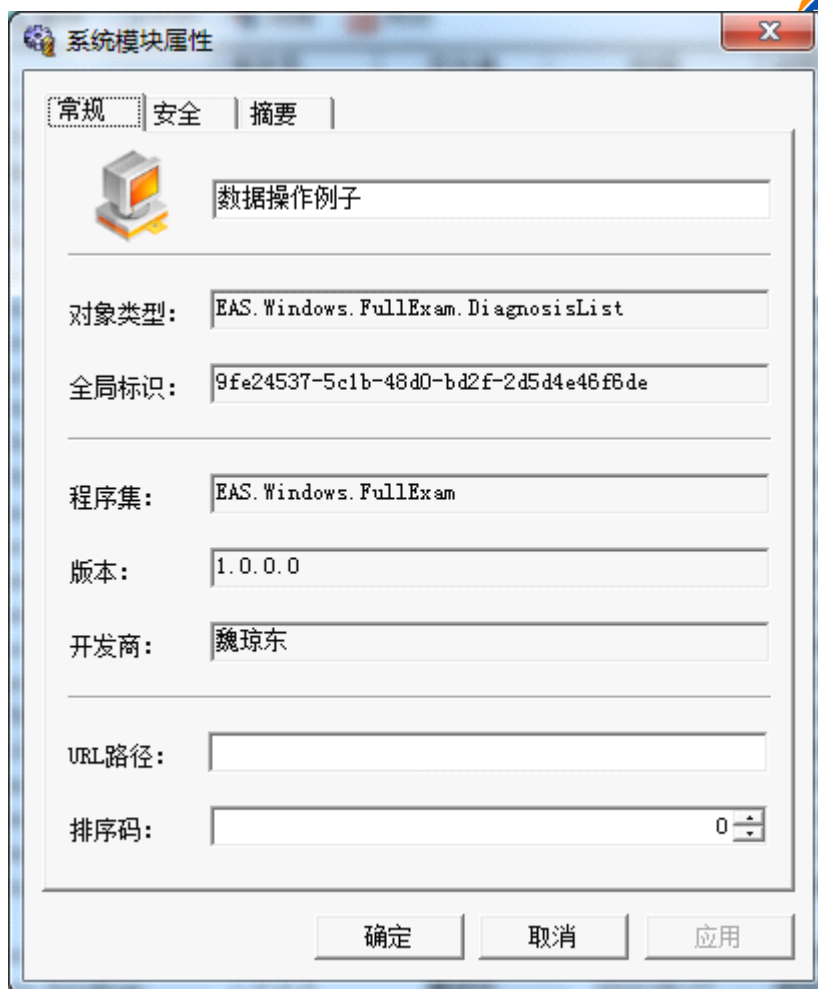 系统模块属性
常规 安全 摘要
数据操作例子
对象类型: EAS.Windows.FullExam.DiagnosisList
全局标识: 9fe24537-5c1b-48d0-bd2f-2d5d4e46f6de
程序集: EAS.Windows.FullExam
版本: 1.0.0.0
开发商: 魏琼东
URL路径:
排序码: 0
确定 取消 应用